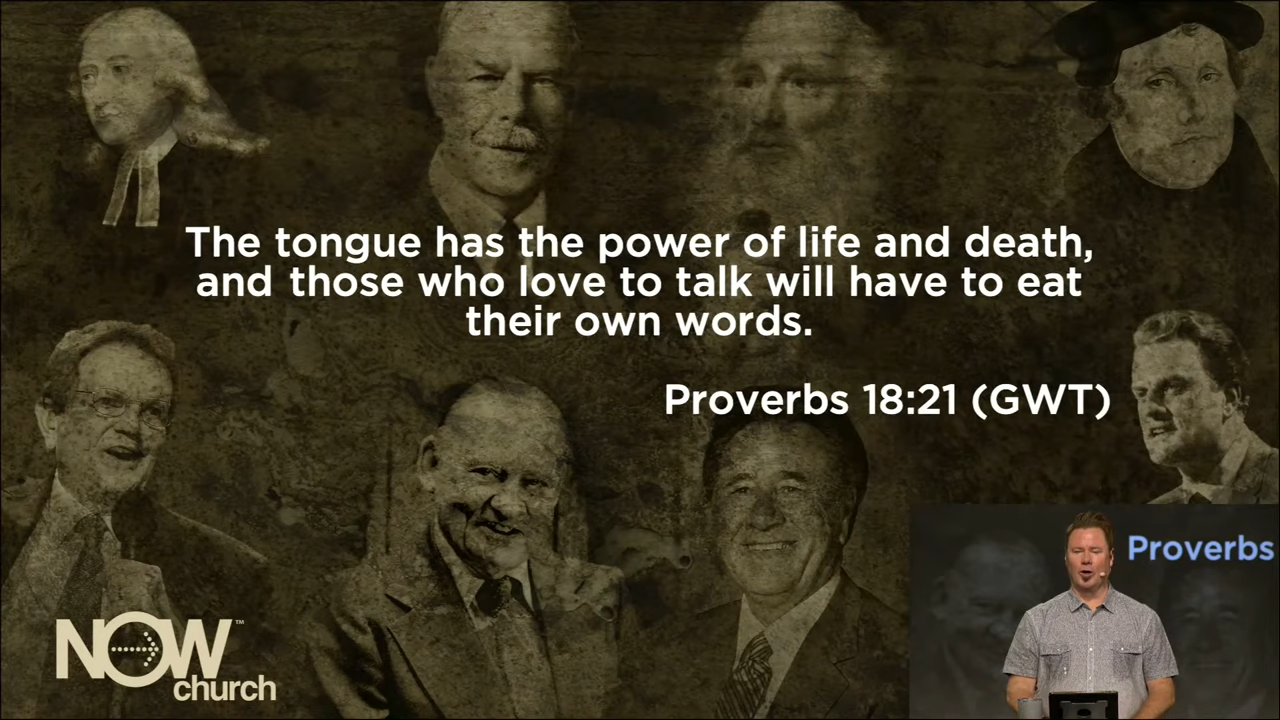 The tongue has the power of life and death,
and those who love to talk will have to eat
their own words.
Proverbs 18:21 (GWT)
Proverbs
NOW™
church